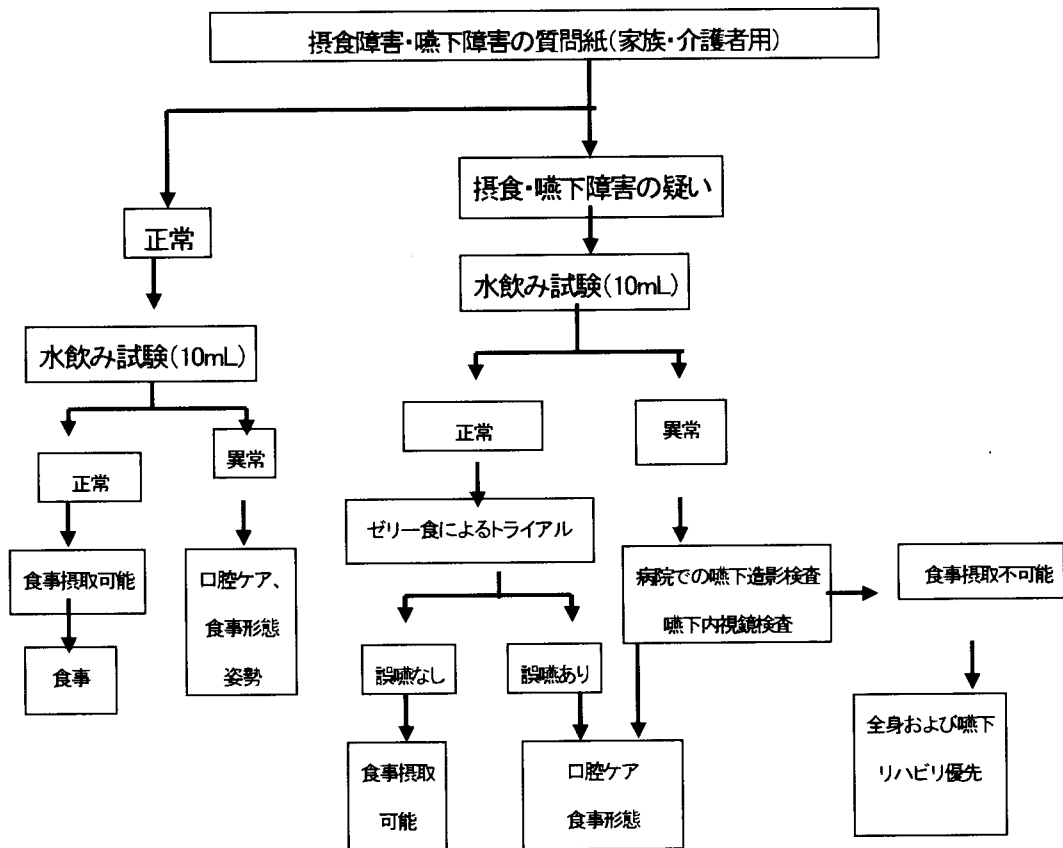 摂食障害・嚥下障害の質問紙(家族・介護者用)
摂食・嚥下障害の疑い
正常
水飲み試験(10mL)
水飲み試験(10mL)
正常
異常
正常
異常
ゼリー食によるトライアル
食事摂取可能
口腔ケア、
食事形態
姿勢
病院での嚥下造影検査
嚥下内視鏡検査
食事摂取不可能
食事
誤嚥なし
誤嚥あり
全身および嚥下
リハビリ優先
食事摂取
可能
口腔ケア
食事形態